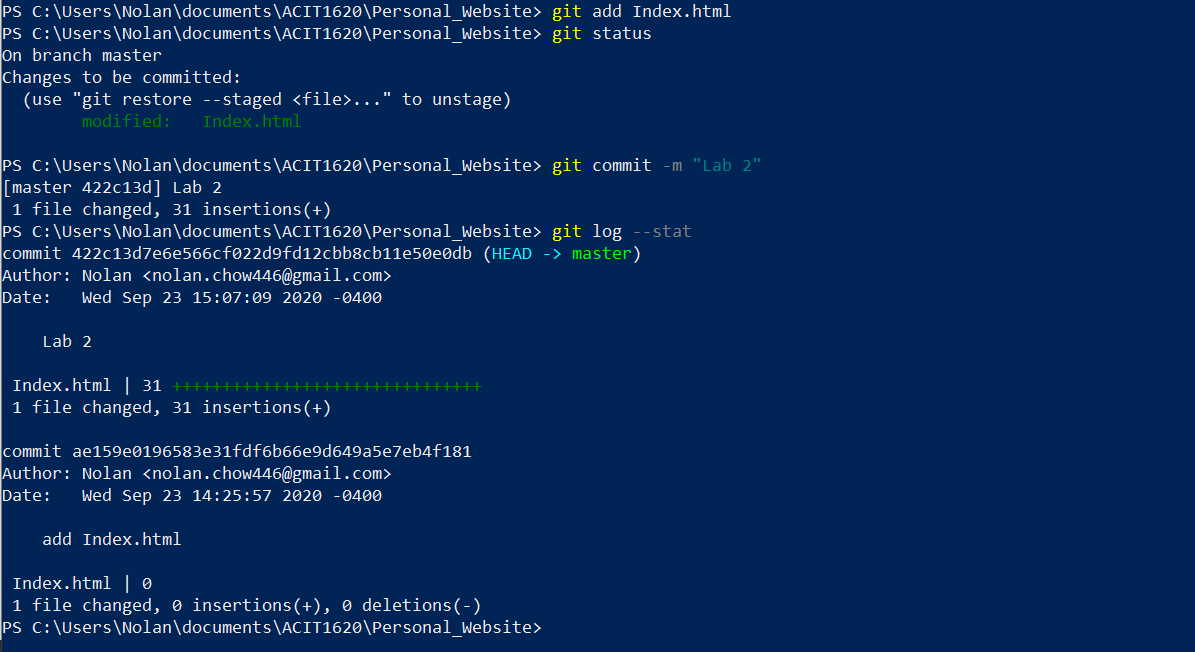 PS C:\Users\Nolan\documents\ACIT1620\Personal_Website> git add Index.html
PS C:\Users\Nolan\documents\ACIT1620\Personal_Website> git status
On branch master
Changes to be committed:
  (use "git restore --staged <file>..." to unstage)
        modified:   Index.html
PS C:\Users\Nolan\documents\ACIT1620\Personal_Website> git commit -m "Lab 2"
[master 422c13d] Lab 2
 1 file changed, 31 insertions(+)
PS C:\Users\Nolan\documents\ACIT1620\Personal_Website> git log --stat
commit 422c13d7e6e566cf022d9fd12cbb8cb11e50e0db (HEAD -> master)
Author: Nolan <nolan.chow446@gmail.com>
Date:   Wed Sep 23 15:07:09 2020 -0400
    Lab 2
 Index.html | 31 +++++++++++++++++++++++++++++++
 1 file changed, 31 insertions(+)
commit ae159e0196583e31fdf6b66e9d649a5e7eb4f181
Author: Nolan <nolan.chow446@gmail.com>
Date:   Wed Sep 23 14:25:57 2020 -0400
    add Index.html
 Index.html | 0
 1 file changed, 0 insertions(+), 0 deletions(-)
PS C:\Users\Nolan\documents\ACIT1620\Personal_Website>